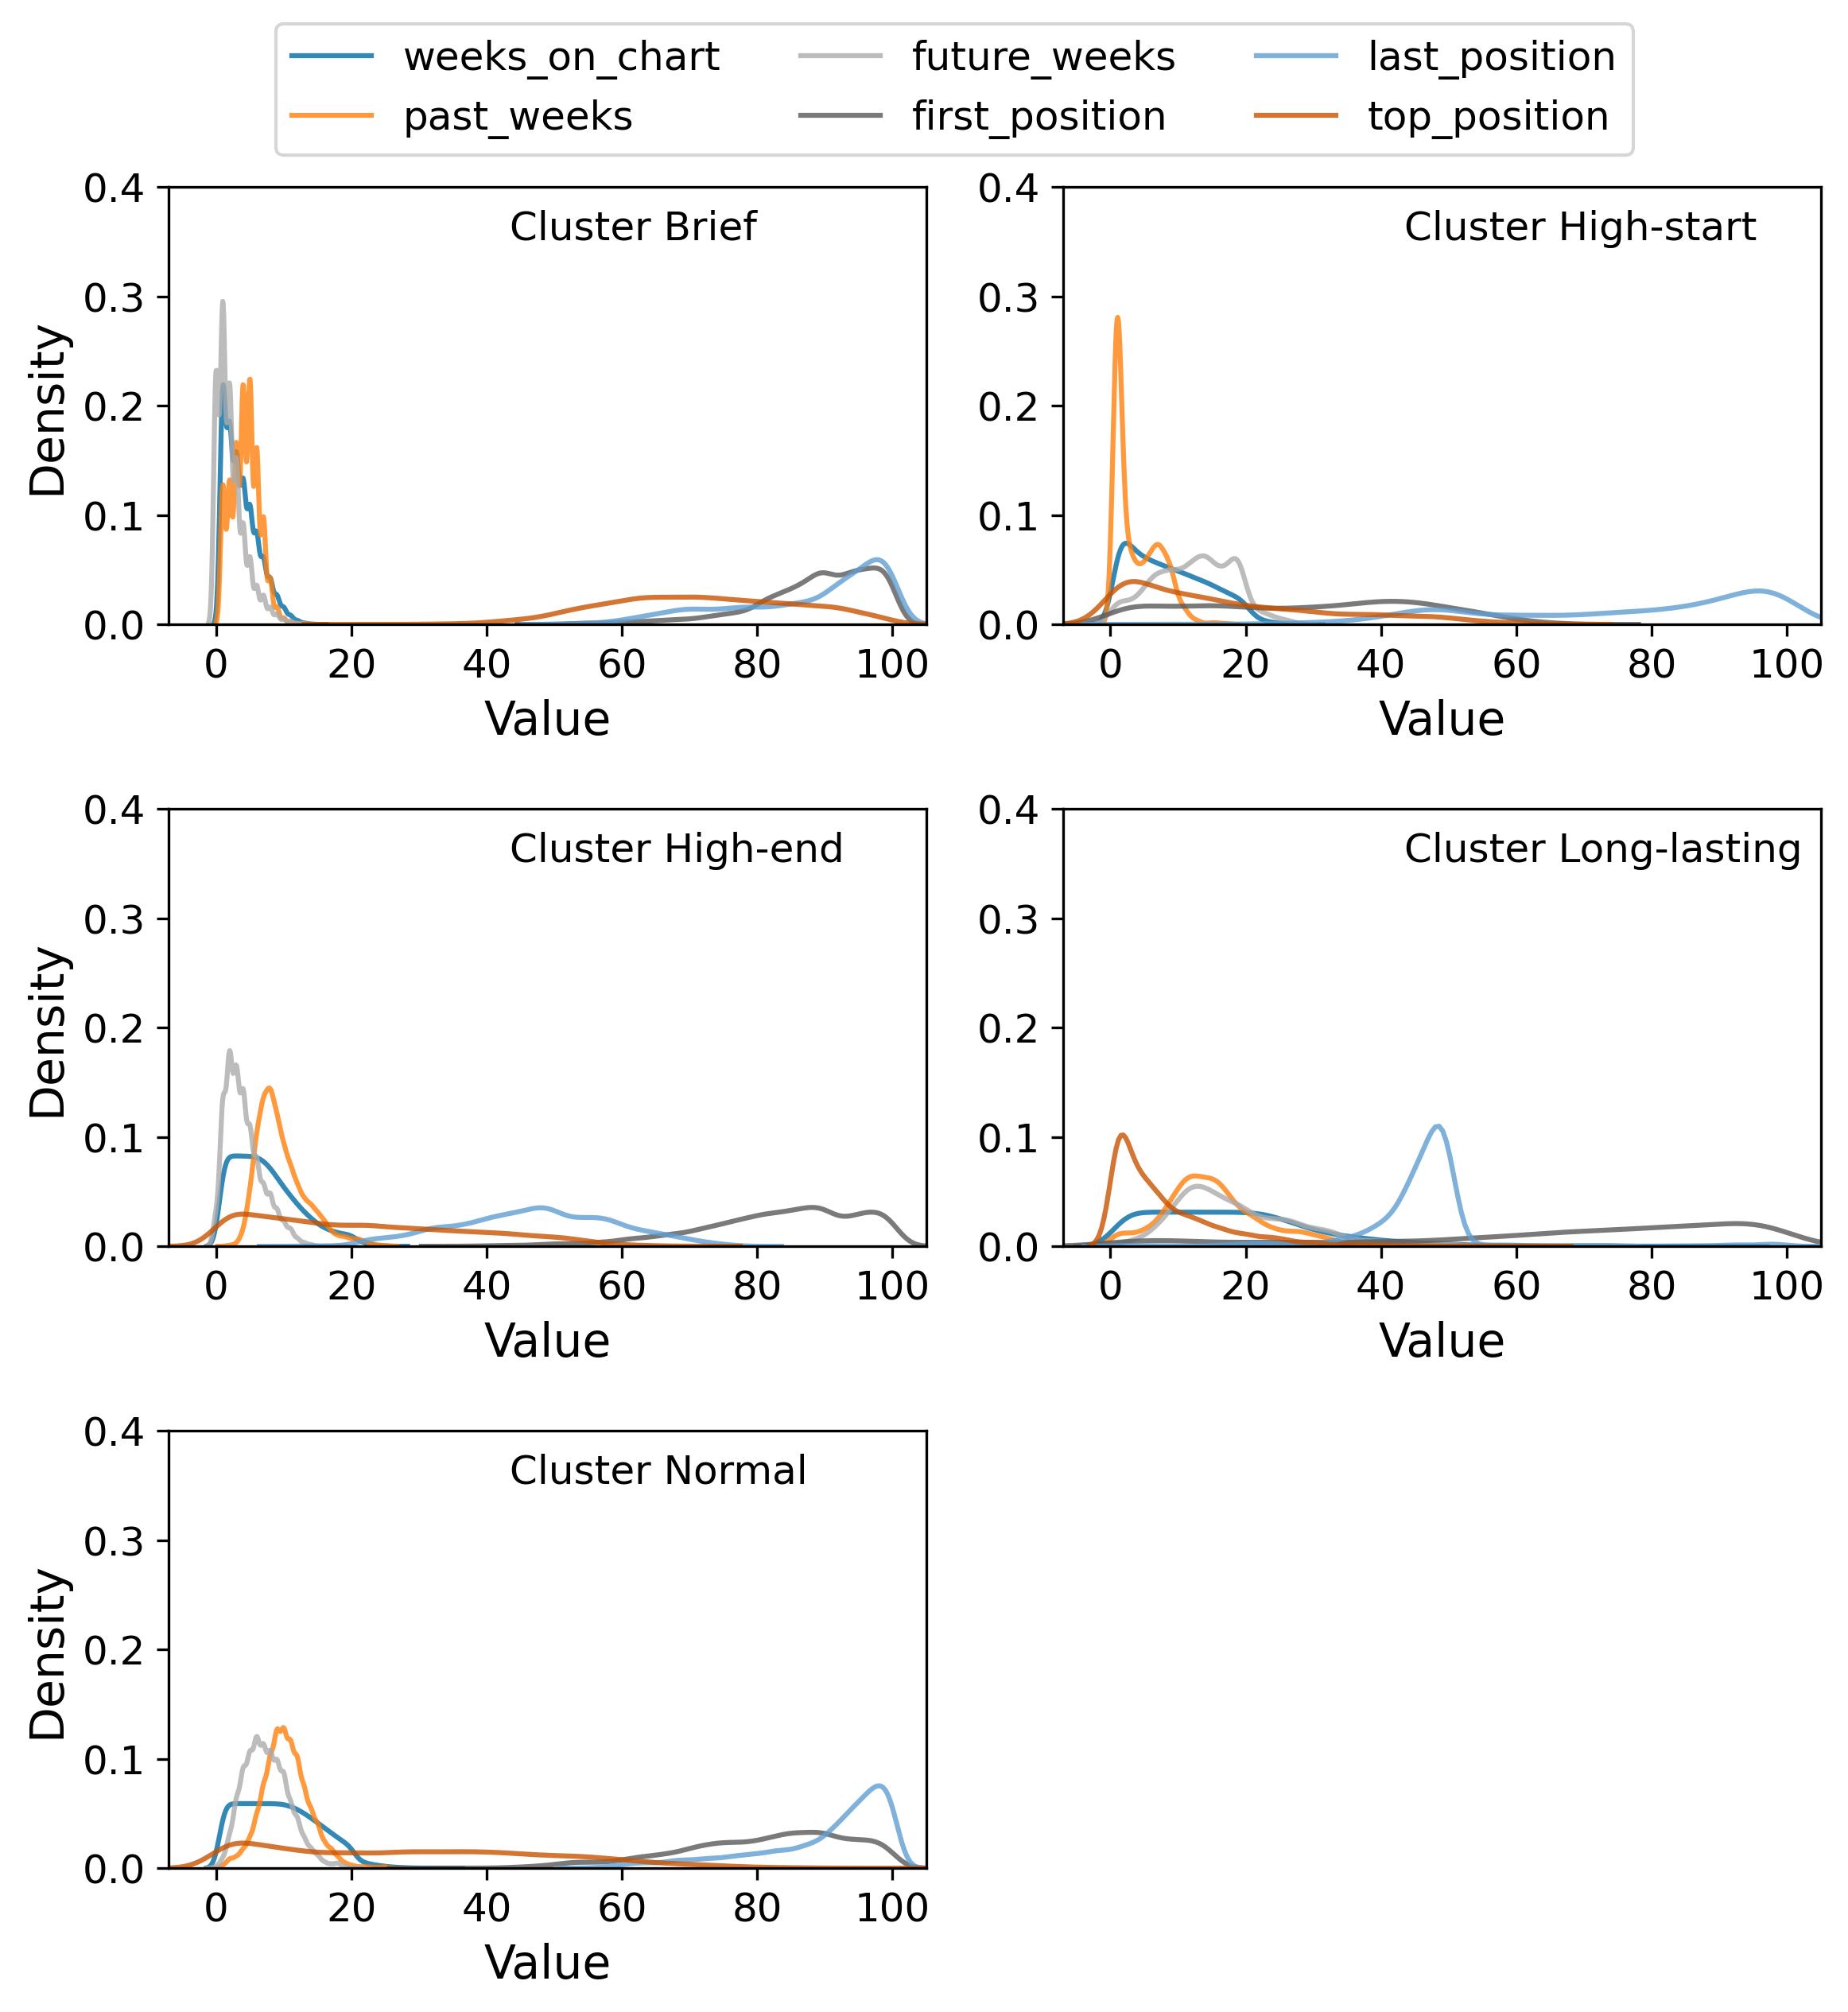 weeks_on_chart future_weeks last_position
past_weeks first_position top_position
Cluster Brief
Density
0.4
0.3
0.2
0.1
0.0
0 20 40 60 80 100
Value
Cluster High-start
0.4
0.3
0.2
0.1
0.0
0 20 40 60 80 100
Value
Cluster High-end
Density
0.4
0.3
0.2
0.1
0.0
0 20 40 60 80 100
Value
Cluster Long-lasting
0.4
0.3
0.2
0.1
0.0
0 20 40 60 80 100
Value
Cluster Normal
Density
0.4
0.3
0.2
0.1
0.0
0 20 40 60 80 100
Value